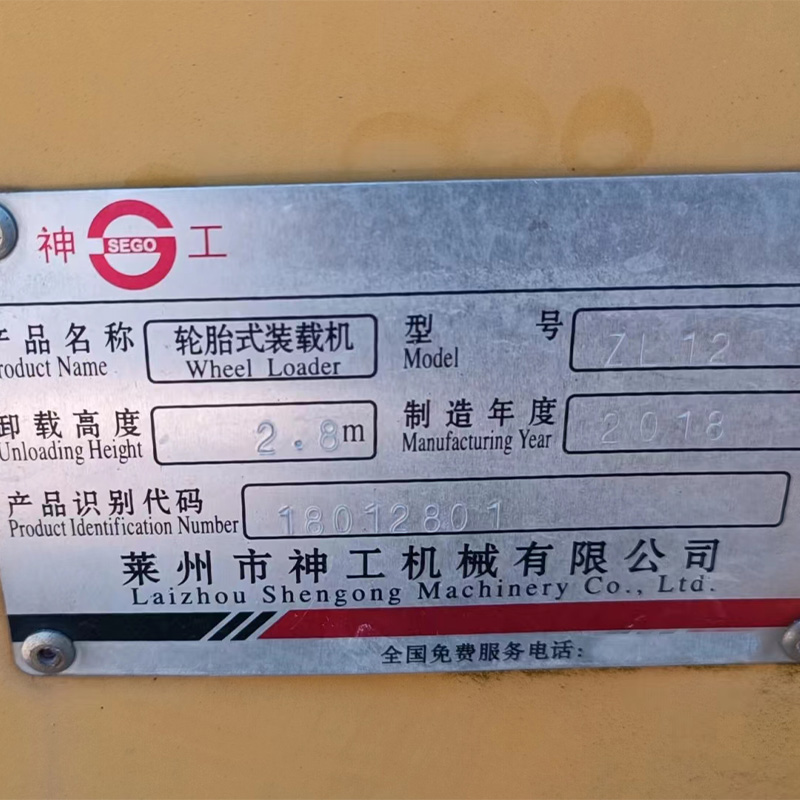 神 SEGO 工
产品名称 轮胎式装载机 型 号 ZL12
roduct Name Wheel Loader Model
卸载高度 2.8m 制造年度 2018
Unloading Height Manufacturing Year
产品识别代码 18012801
Product Identification Number
莱州市神工机械有限公司
Laizhou Shengong Machinery Co., Ltd.
全国免费服务电话: